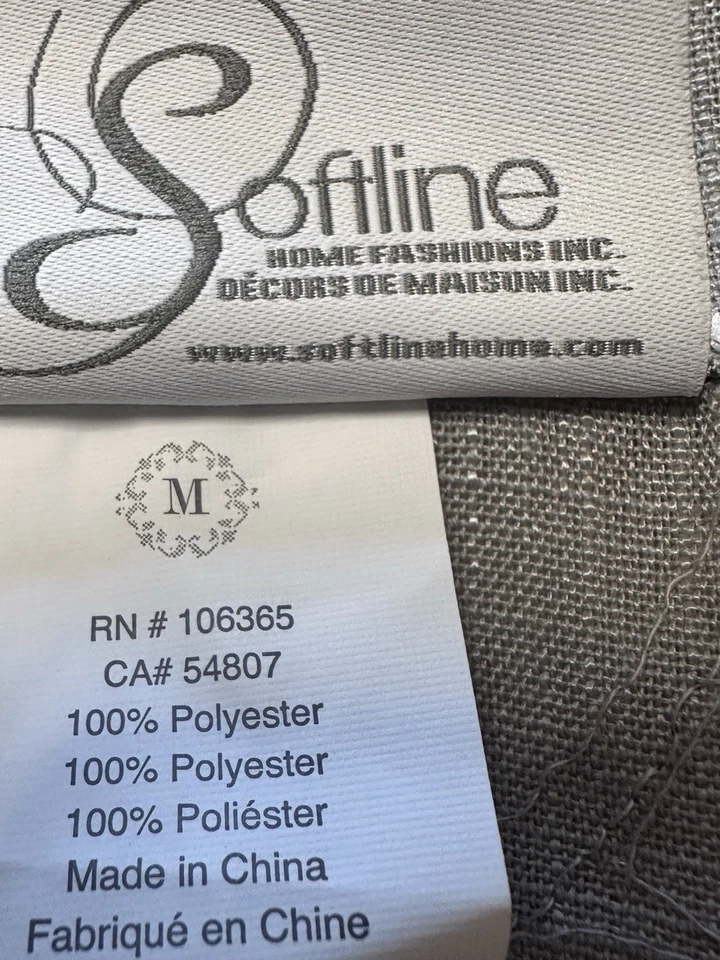 Softline
HOME FASHIONS INC.
DÉCORS DE MAISON INC.
www.softlinehome.com
M
RN # 106365
CA# 54807
100% Polyester
100% Polyester
100% Poliéster
Made in China
Fabriqué en Chine